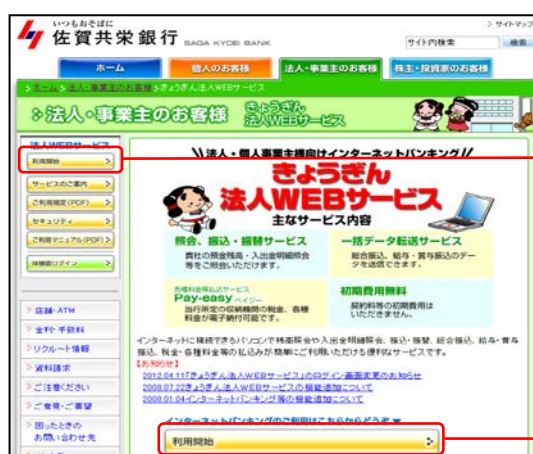 いつもおそばに
佐賀共栄銀行 SAGA KYOEI BANK
> サイトマップ
サイト内検索 検索
ホーム 個人のお客様 法人・事業主のお客様 株主・投資家のお客様
>ホーム>法人・事業主のお客様>きょうぎん法人WEBサービス
法人・事業主のお客様 きょうぎん 法人WEBサービス
法人WEBサービス
利用開始
サービスのご案内
ご利用規定(PDF)
セキュリティ
ご利用マニュアル(PDF)
体験版ログイン
店舗・ATM
金利・手数料
リクルート情報
資料請求
ご注意ください
ご意見・ご要望
困ったときの
お問い合わせ先
\\法人・個人事業主様向けインターネットバンキング//
きょうぎん
法人WEBサービス
主なサービス内容
照会、振込・振替サービス
貴社の預金残高・入出金明細照会
等をご照会いただけます。
一括データ転送サービス
総合振込、給与・賞与振込のデー
タを送信できます。
各種料金等払込サービス
Pay-easy ペイジー
当行所定の収納機関の税金、各種
料金が電子納付可能です。
初期費用無料
契約料等の初期費用は
いただきません。
インターネットに接続できるパソコンで残高照会や入出金明細照会、振込・振替、総合振込、給与・賞与
振込、税金・各種料金等の払込みが簡単にご利用いただける便利なサービスです。
【お知らせ】
2012.04.11「きょうぎん法人WEBサービス」のログイン画面変更のお知らせ
2008.07.22きょうぎん法人WEBサービスの機能追加について
2008.01.04インターネットバンキング等の機能追加について
インターネットバンキングのご利用はこちらからどうぞ▼
利用開始